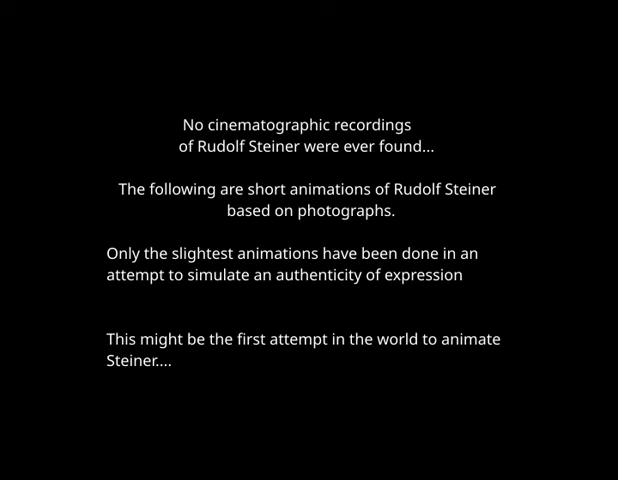 No cinematographic recordings
of Rudolf Steiner were ever found...
The following are short animations of Rudolf Steiner
based on photographs.
Only the slightest animations have been done in an
attempt to simulate an authenticity of expression
This might be the first attempt in the world to animate
Steiner....